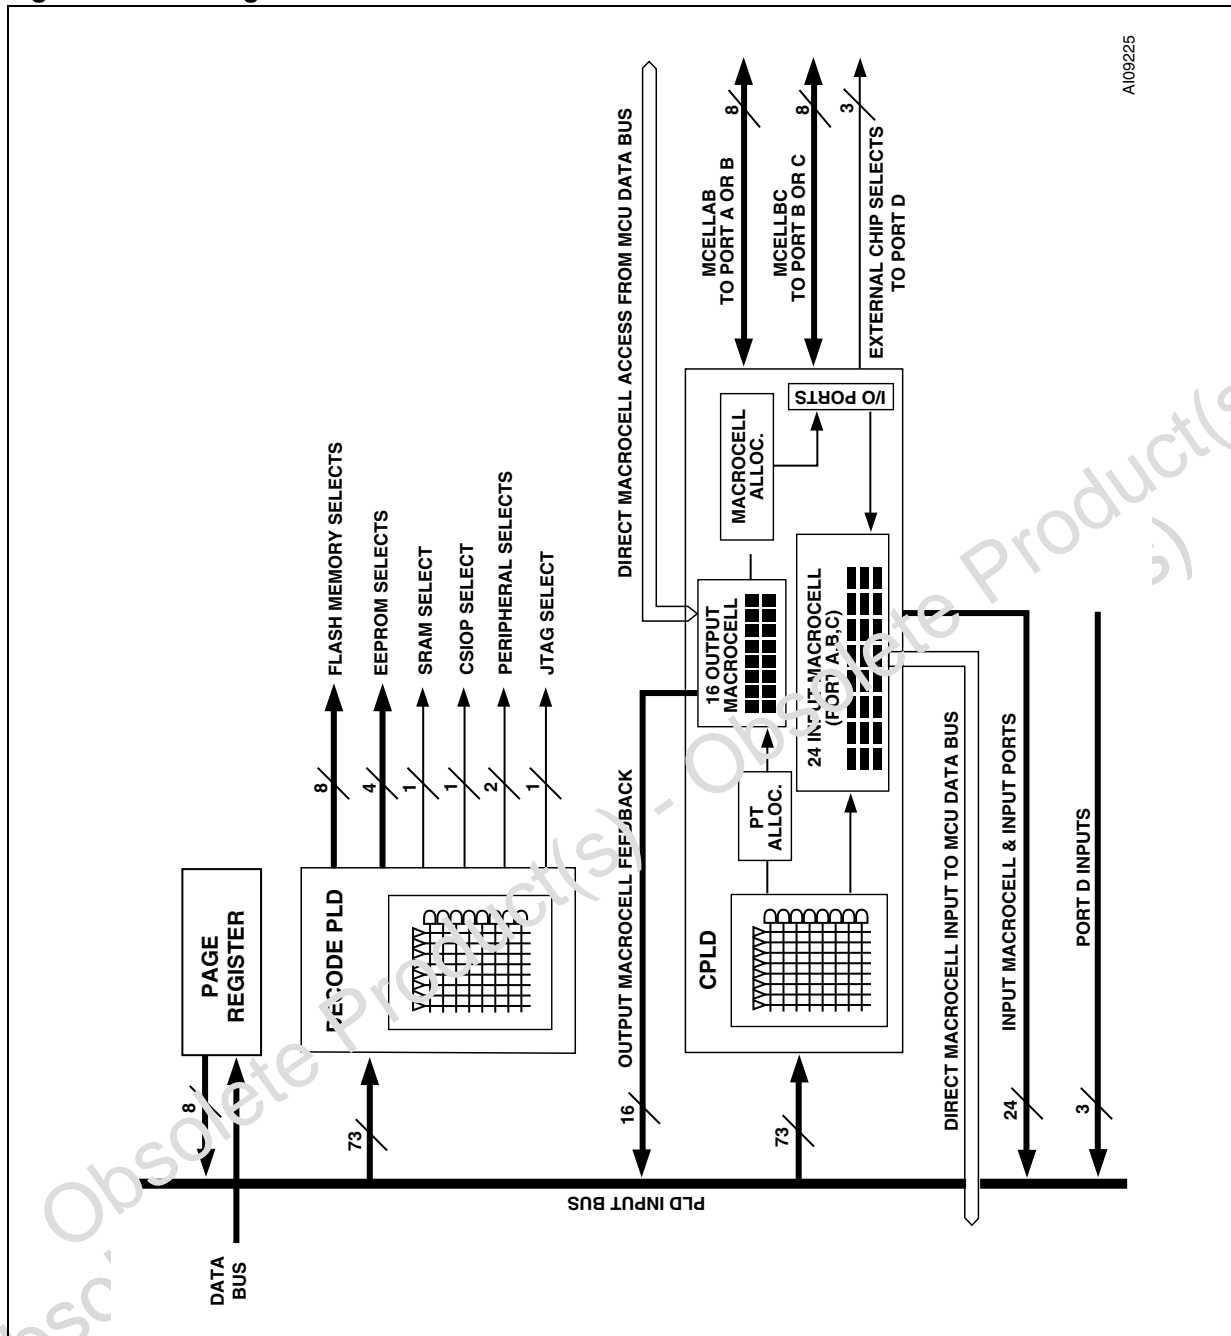 AI09225
DATA
BUS
8
PAGE
REGISTER
PLD INPUT BUS
73
DECODE PLD
8
FLASH MEMORY SELECTS
4
EEPROM SELECTS
1
SRAM SELECT
1
CSIOP SELECT
2
PERIPHERAL SELECTS
1
JTAG SELECT
16
OUTPUT MACROCELL FEEDBACK
DIRECT MACROCELL ACCESS FROM MCU DATA BUS
73
CPLD
PT
ALLOC.
16 OUTPUT
MACROCELL
MACROCELL
ALLOC.
24 INPUT MACROCELL
(PORT A,B,C)
I/O PORTS
MCELLAB
TO PORT A OR B
8
MCELLBC
TO PORT B OR C
8
EXTERNAL CHIP SELECTS
TO PORT D
3
DIRECT MACROCELL INPUT TO MCU DATA BUS
24
INPUT MACROCELL & INPUT PORTS
3
PORT D INPUTS
Obsolete Product(s) - Obsolete Product(s